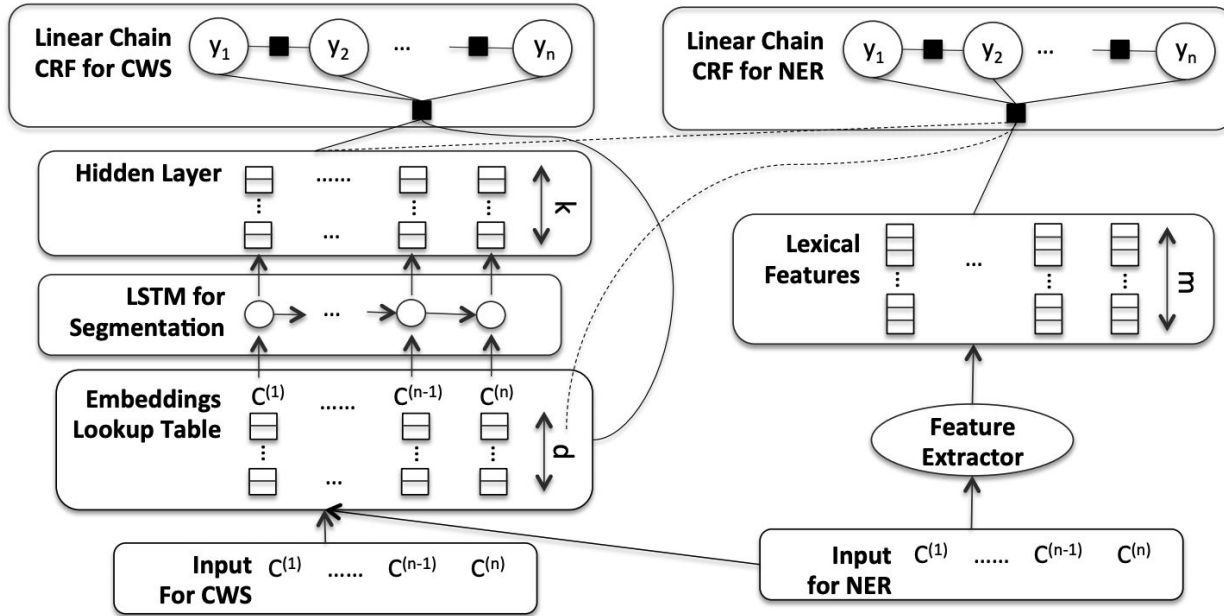 Linear Chain
CRF for CWS
y1 y2 ... yn
Linear Chain
CRF for NER
y1 y2 ... yn
Hidden Layer
......
...
k
LSTM for
Segmentation
...
Embeddings
Lookup Table
C(1) ...... C(n-1) C(n)
...
d
Input
For CWS
C(1) ...... C(n-1) C(n)
Lexical
Features
...
m
Feature
Extractor
Input
for NER
C(1) ...... C(n-1) C(n)